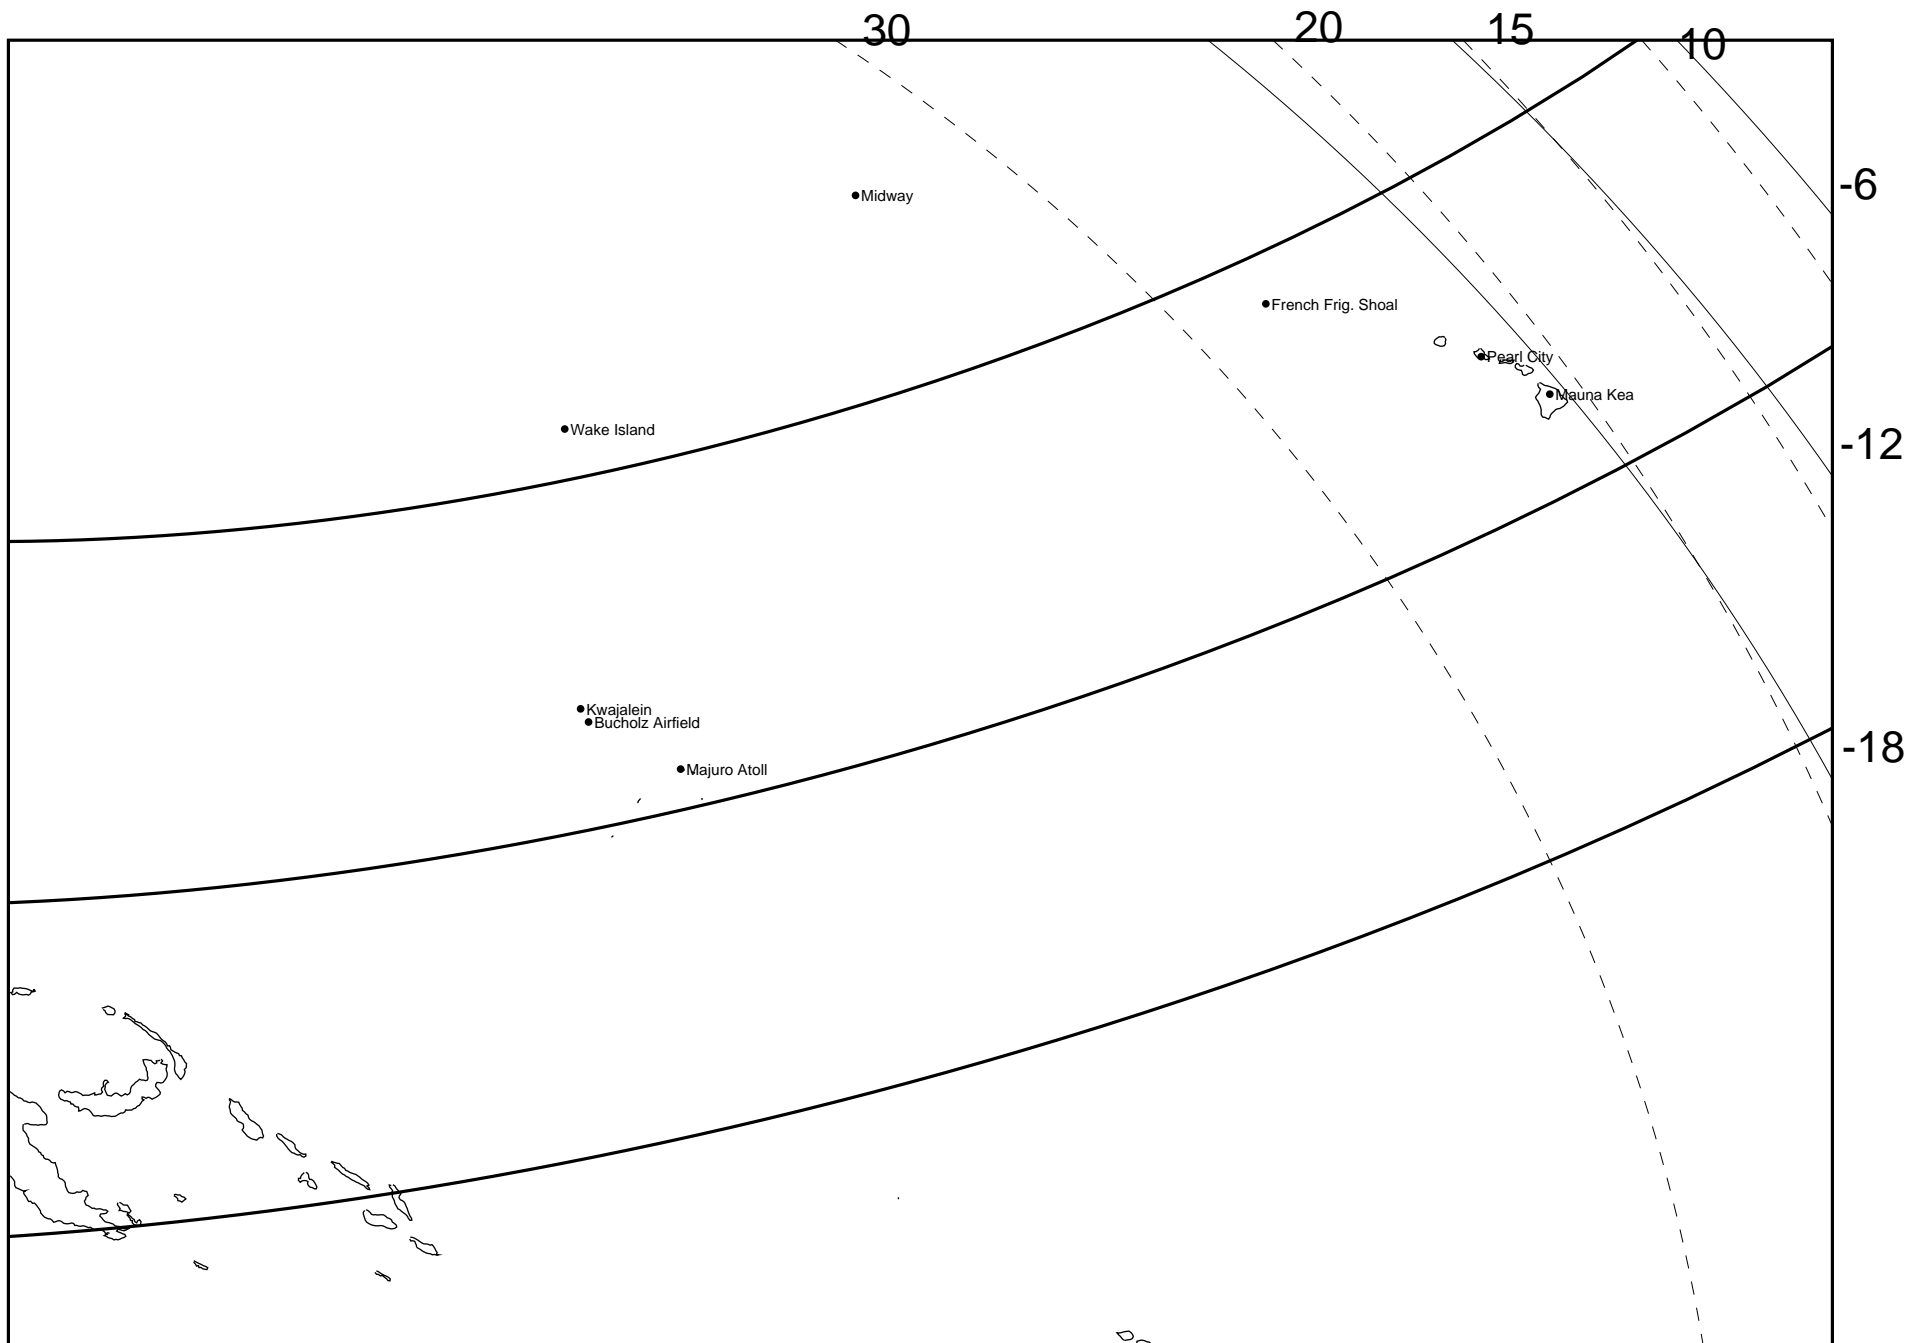 30
20
15
10
-6
Midway
French Frig. Shoal
Pearl City
Mauna Kea
Wake Island
-12
Kwajalein
Bucholz Airfield
-18
Majuro Atoll